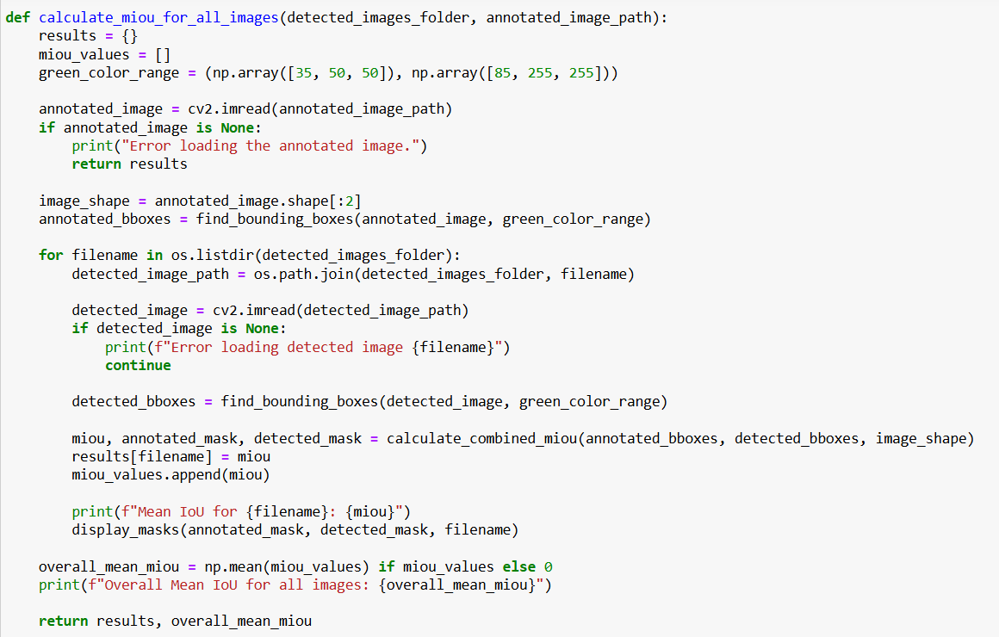 def calculate_miou_for_all_images(detected_images_folder, annotated_image_path):
    results = {}
    miou_values = []
    green_color_range = (np.array([35, 50, 50]), np.array([85, 255, 255]))

    annotated_image = cv2.imread(annotated_image_path)
    if annotated_image is None:
        print("Error loading the annotated image.")
        return results

    image_shape = annotated_image.shape[:2]
    annotated_bboxes = find_bounding_boxes(annotated_image, green_color_range)

    for filename in os.listdir(detected_images_folder):
        detected_image_path = os.path.join(detected_images_folder, filename)

        detected_image = cv2.imread(detected_image_path)
        if detected_image is None:
            print(f"Error loading detected image {filename}")
            continue

        detected_bboxes = find_bounding_boxes(detected_image, green_color_range)

        miou, annotated_mask, detected_mask = calculate_combined_miou(annotated_bboxes, detected_bboxes, image_shape)
        results[filename] = miou
        miou_values.append(miou)

        print(f"Mean IoU for {filename}: {miou}")
        display_masks(annotated_mask, detected_mask, filename)

    overall_mean_miou = np.mean(miou_values) if miou_values else 0
    print(f"Overall Mean IoU for all images: {overall_mean_miou}")

    return results, overall_mean_miou